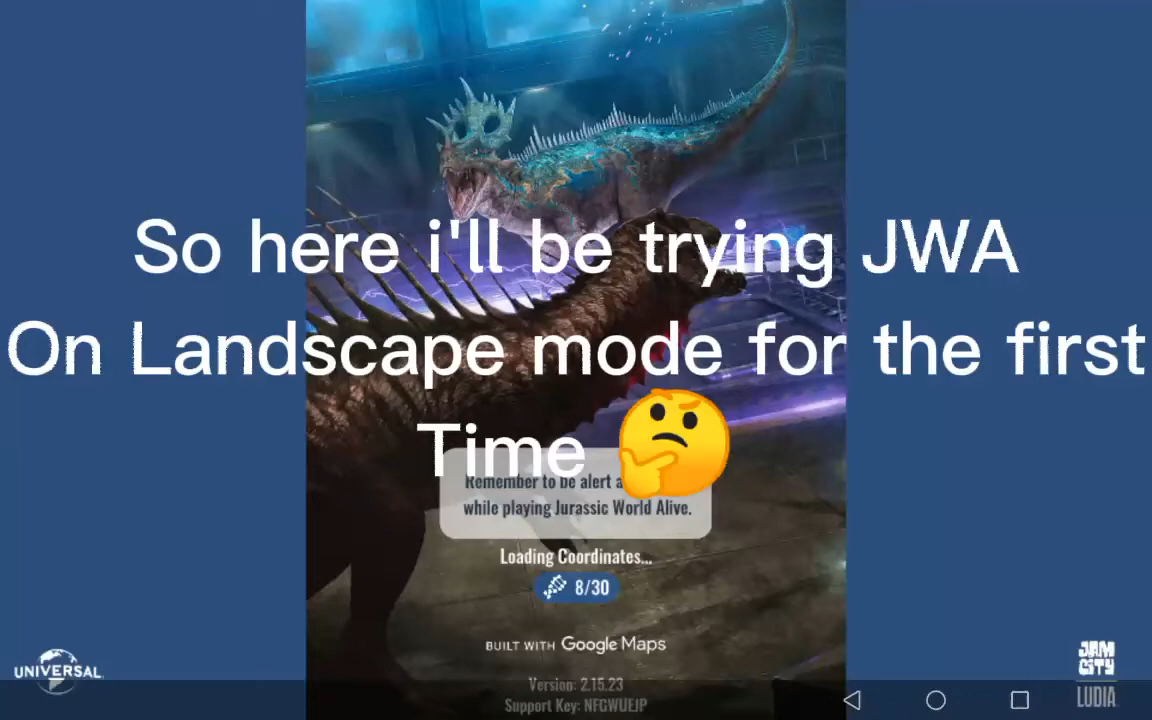 So here i'll be trying JWA
On Landscape mode for the first
Time 🤔
Remember to be alert a
while playing Jurassic World Alive.
Loading Coordinates...
8/30
BUILT WITH Google Maps
UNIVERSAL
JAM CITY
LUDIA
Version: 2.15.23
Support Key: NFGWUEJP